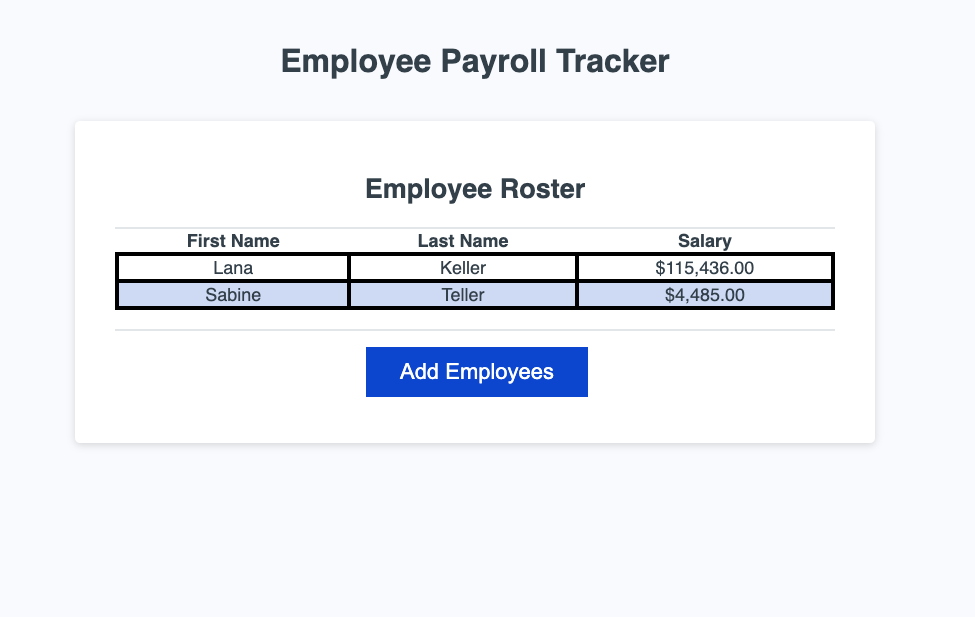 Employee Payroll Tracker
Employee Roster
First Name Last Name Salary
Lana Keller $115,436.00
Sabine Teller $4,485.00
Add Employees